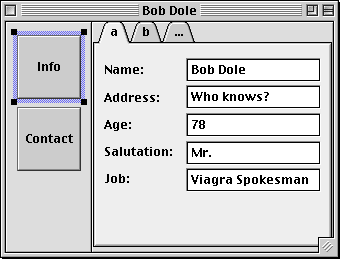 Bob Dole
a b ...
Info
Contact
Name: Bob Dole
Address: Who knows?
Age: 78
Salutation: Mr.
Job: Viagra Spokesman